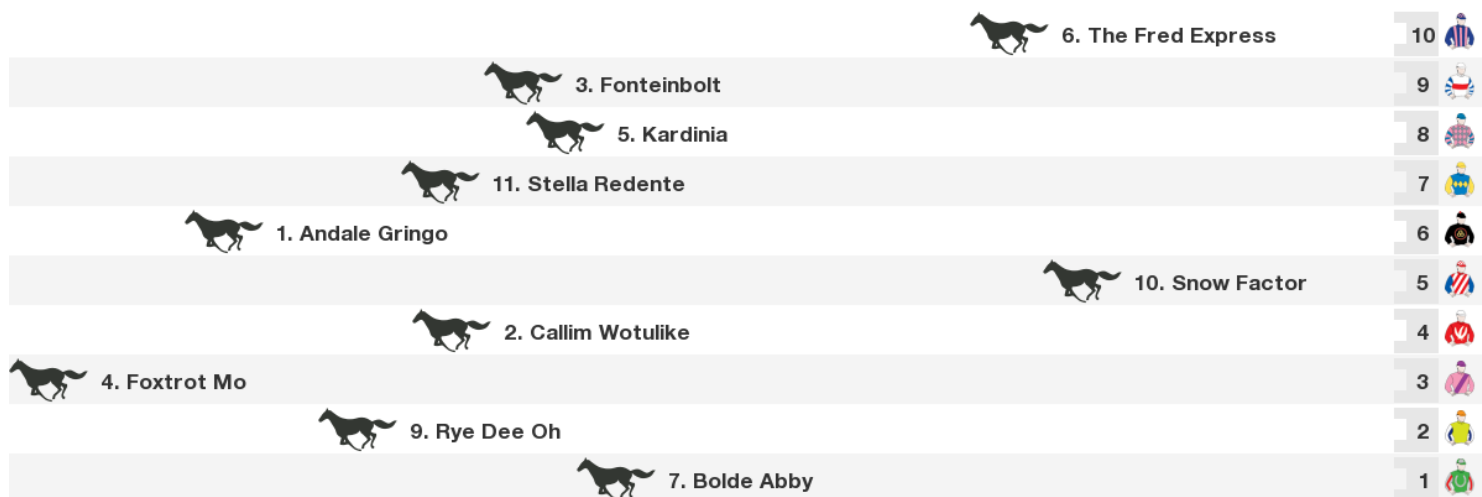 6. The Fred Express 10
3. Fonteinbolt 9
5. Kardinia 8
11. Stella Redente 7
1. Andale Gringo 6
10. Snow Factor 5
2. Callim Wotulike 4
4. Foxtrot Mo 3
9. Rye Dee Oh 2
7. Bolde Abby 1